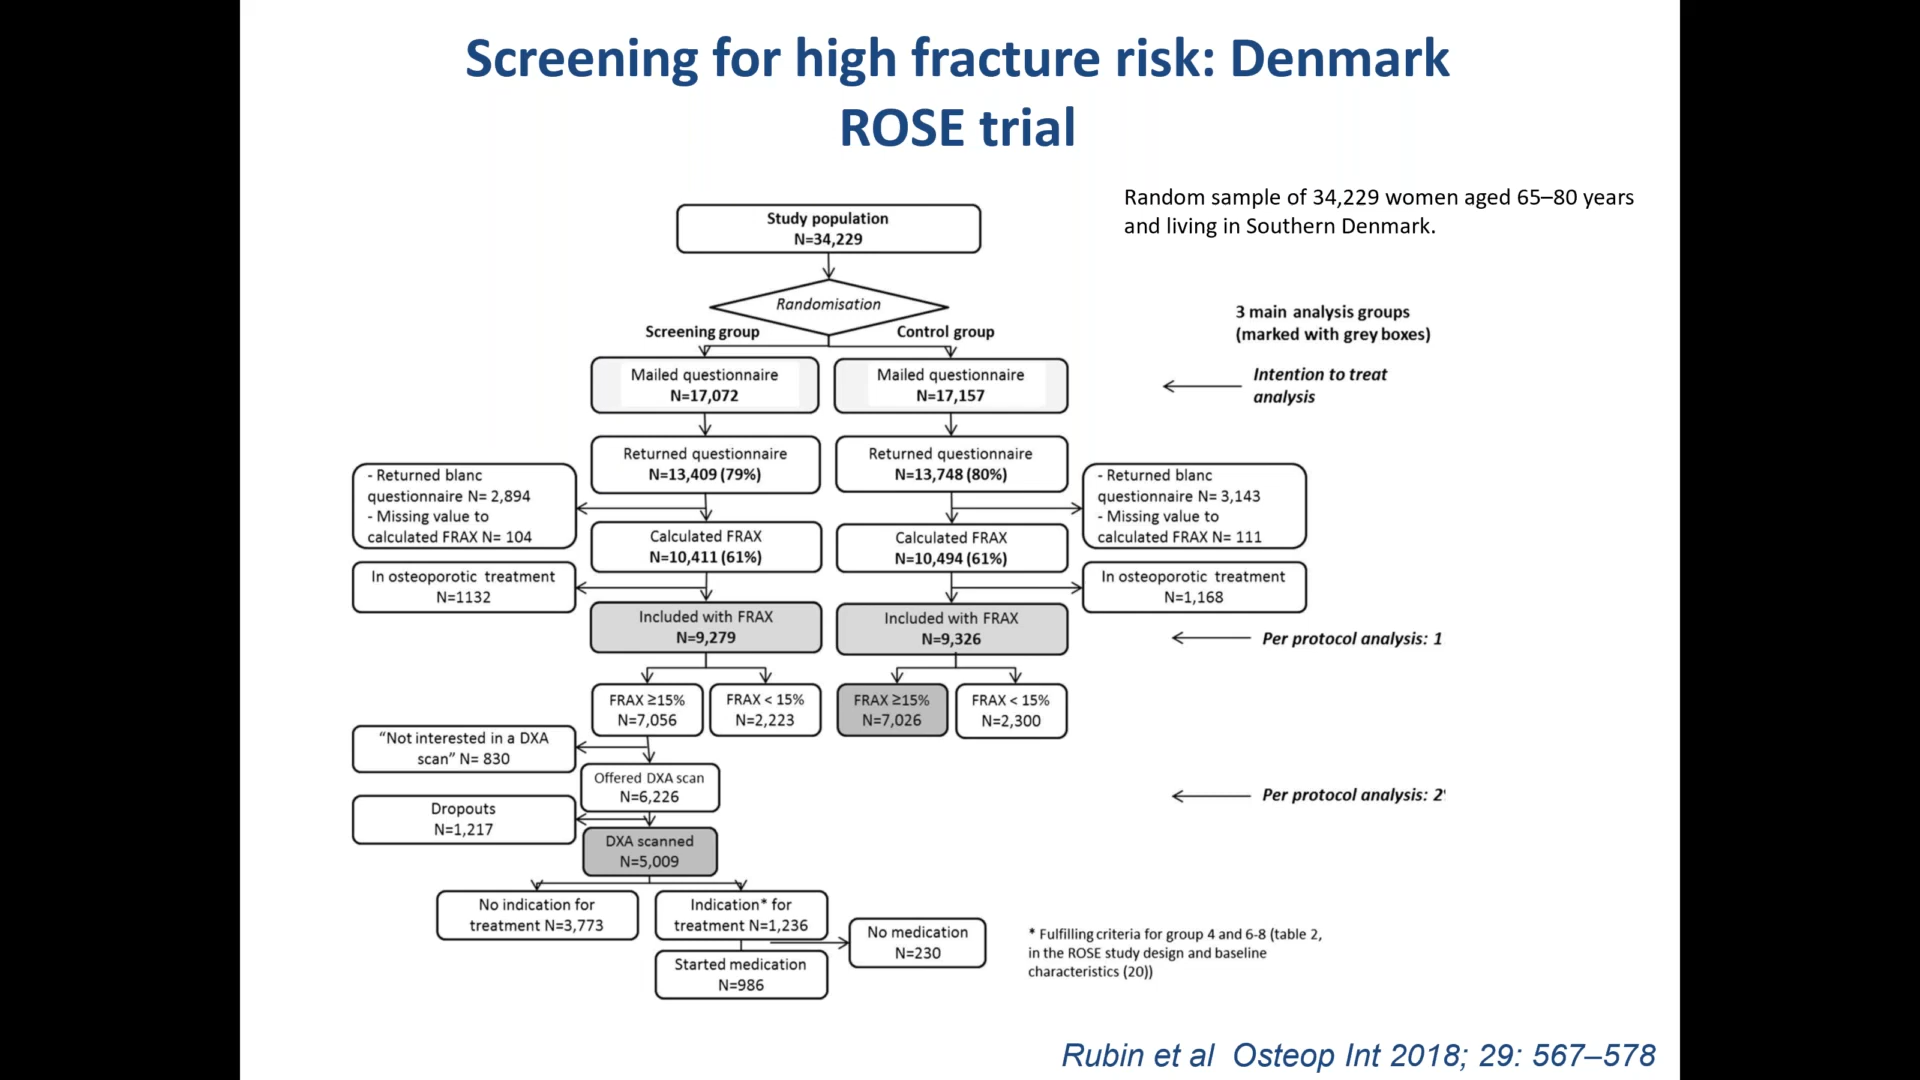 Screening for high fracture risk: Denmark
ROSE trial
Random sample of 34,229 women aged 65–80 years
and living in Southern Denmark.
Study population
N=34,229
Randomisation
Screening group
Control group
3 main analysis groups
(marked with grey boxes)
Mailed questionnaire
N=17,072
Mailed questionnaire
N=17,157
Intention to treat
analysis
Returned questionnaire
N=13,409 (79%)
Returned questionnaire
N=13,748 (80%)
- Returned blanc
questionnaire N= 2,894
- Missing value to
calculated FRAX N= 104
- Returned blanc
questionnaire N= 3,143
- Missing value to
calculated FRAX N= 111
Calculated FRAX
N=10,411 (61%)
Calculated FRAX
N=10,494 (61%)
In osteoporotic treatment
N=1132
In osteoporotic treatment
N=1,168
Included with FRAX
N=9,279
Included with FRAX
N=9,326
Per protocol analysis: 1
FRAX ≥15%
N=7,056
FRAX < 15%
N=2,223
FRAX ≥15%
N=7,026
FRAX < 15%
N=2,300
“Not interested in a DXA
scan” N= 830
Offered DXA scan
N=6,226
Per protocol analysis: 2
Dropouts
N=1,217
DXA scanned
N=5,009
No indication for
treatment N=3,773
Indication* for
treatment N=1,236
No medication
N=230
Started medication
N=986
* Fulfilling criteria for group 4 and 6-8 (table 2,
in the ROSE study design and baseline
characteristics (20))
Rubin et al Osteop Int 2018; 29: 567–578